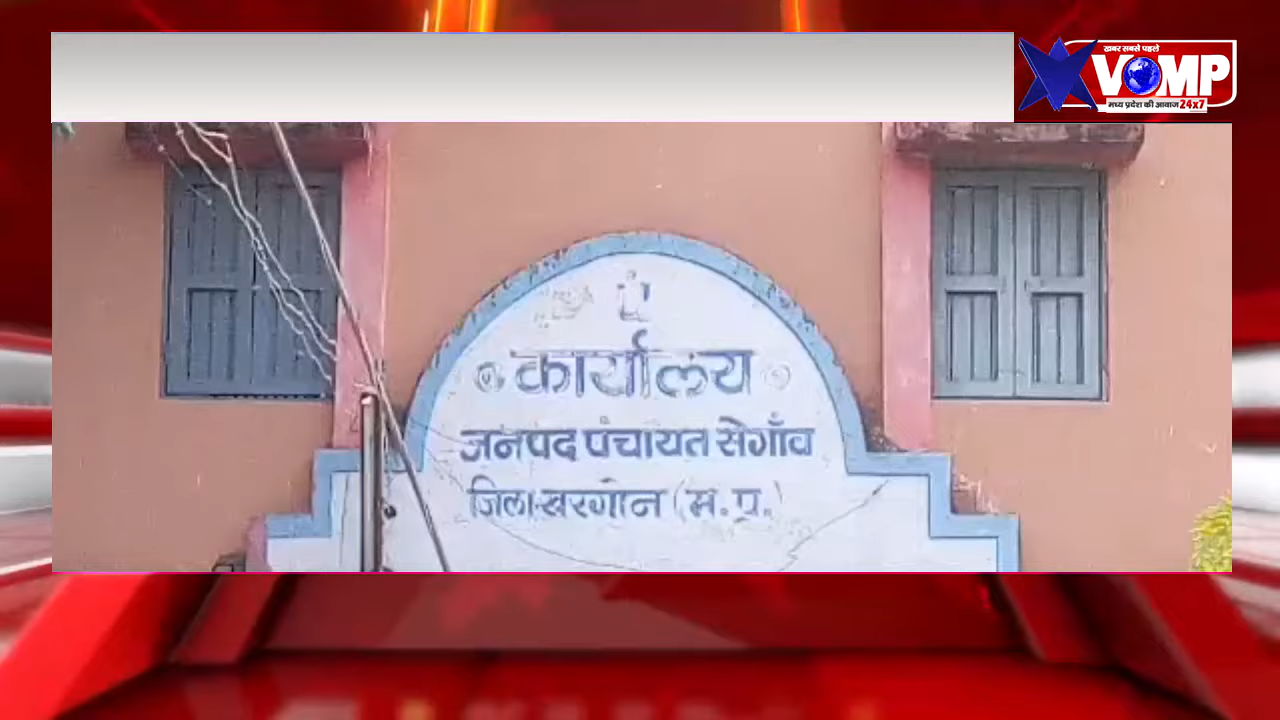 खबर सबसे पहले
VOMP
मध्य प्रदेश की आवाज 24x7
कार्यालय
जनपद पंचायत सेगाँव
जिला-खरगोन (म. प्र.)